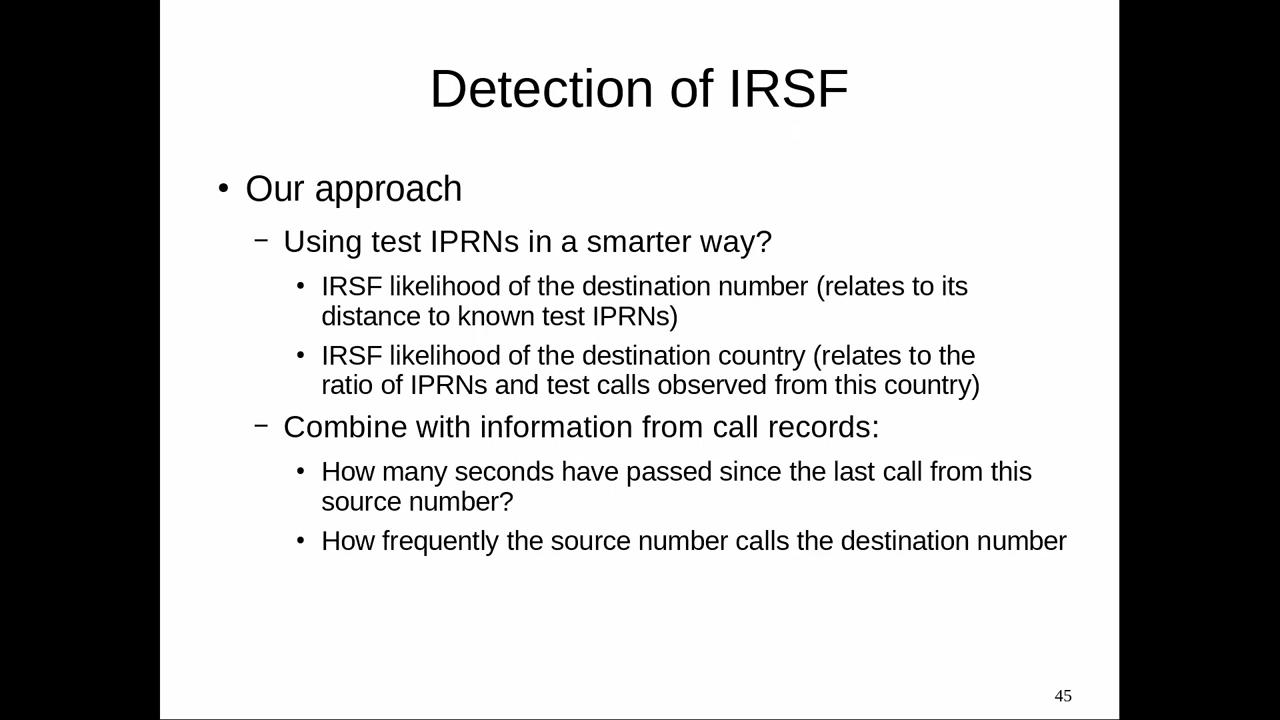 Detection of IRSF
• Our approach
– Using test IPRNs in a smarter way?
• IRSF likelihood of the destination number (relates to its
distance to known test IPRNs)
• IRSF likelihood of the destination country (relates to the
ratio of IPRNs and test calls observed from this country)
– Combine with information from call records:
• How many seconds have passed since the last call from this
source number?
• How frequently the source number calls the destination number
45